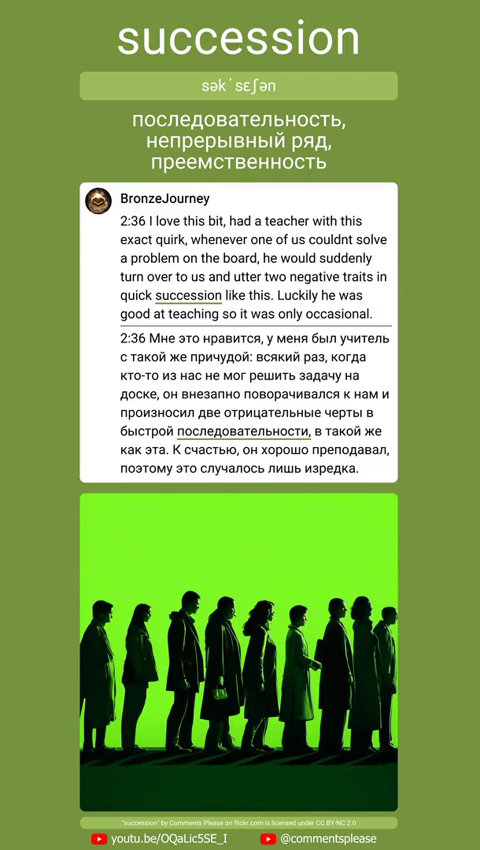 succession
səkˈsɛʃən
последовательность,
непрерывный ряд,
преемственность
BronzeJourney
2:36 I love this bit, had a teacher with this
exact quirk, whenever one of us couldnt solve
a problem on the board, he would suddenly
turn over to us and utter two negative traits in
quick succession like this. Luckily he was
good at teaching so it was only occasional.
2:36 Мне это нравится, у меня был учитель
с такой же причудой: всякий раз, когда
кто-то из нас не мог решить задачу на
доске, он внезапно поворачивался к нам и
произносил две отрицательные черты в
быстрой последовательности, в такой же
как эта. К счастью, он хорошо преподавал,
поэтому это случалось лишь изредка.
"succession" by Comments Please on flickr.com is licensed under CC BY-NC 2.0
youtu.be/OQaLic5SE_I
@commentsplease